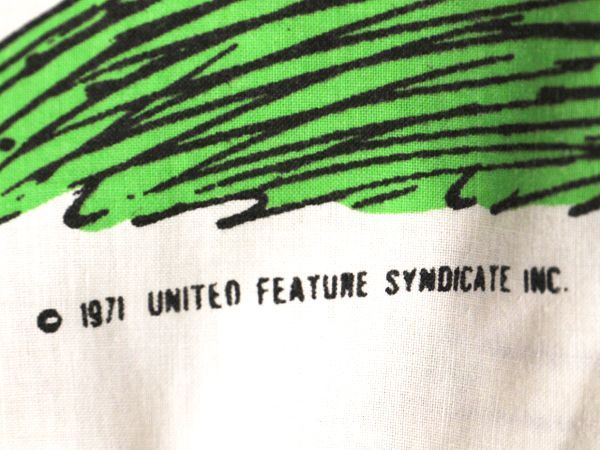 © 1971 UNITED FEATURE SYNDICATE INC.